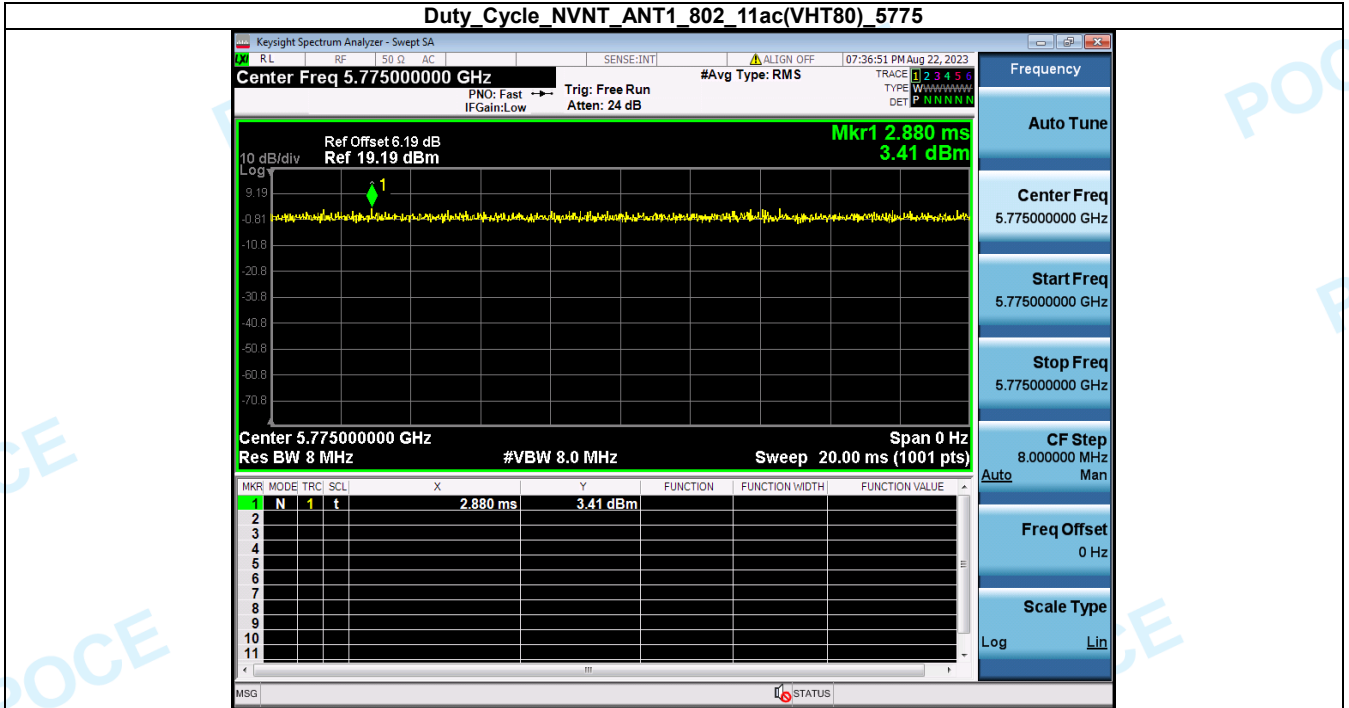 Duty_Cycle_NVNT_ANT1_802_11ac(VHT80)_5775
Keysight Spectrum Analyzer - Swept SA
LXI RL RF 50 Ω AC SENSE:INT ALIGN OFF 07:36:51 PM Aug 22, 2023
Center Freq 5.775000000 GHz #Avg Type: RMS TRACE 1 2 3 4 5 6
PNO: Fast Trig: Free Run TYPE WWWWWW
IFGain:Low Atten: 24 dB DET P N N N N N
Frequency
Auto Tune
Center Freq
5.775000000 GHz
Start Freq
5.775000000 GHz
Stop Freq
5.775000000 GHz
CF Step
8.000000 MHz
Auto Man
Freq Offset
0 Hz
Scale Type
Log Lin
Ref Offset 6.19 dB Mkr1 2.880 ms
10 dB/div Ref 19.19 dBm 3.41 dBm
Log
1
9.19
-0.81
-10.8
-20.8
-30.8
-40.8
-50.8
-60.8
-70.8
Center 5.775000000 GHz Span 0 Hz
Res BW 8 MHz #VBW 8.0 MHz Sweep 20.00 ms (1001 pts)
MKR MODE TRC SCL X Y FUNCTION FUNCTION WIDTH FUNCTION VALUE
1 N 1 t 2.880 ms 3.41 dBm
2
3
4
5
6
7
8
9
10
11
MSG STATUS
POC
CE
POCE
CE